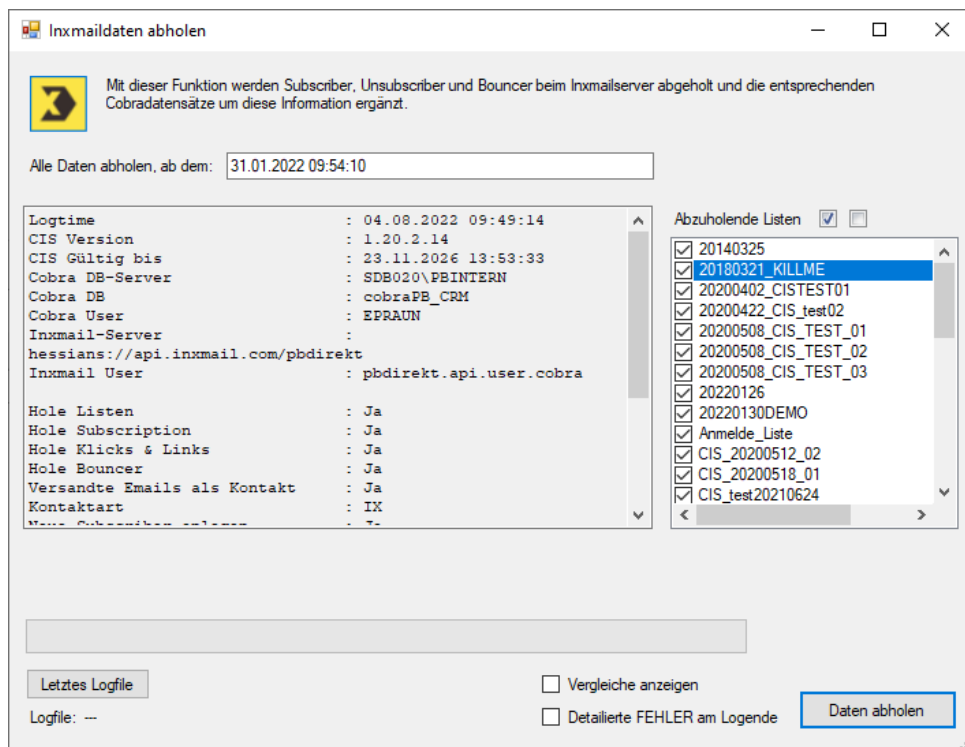 Inxmaildaten abholen
Mit dieser Funktion werden Subscriber, Unsubscriber und Bouncer beim Inxmailserver abgeholt und die entsprechenden
Cobradatensätze um diese Information ergänzt.
Alle Daten abholen, ab dem: 31.01.2022 09:54:10
Logtime : 04.08.2022 09:49:14
CIS Version : 1.20.2.14
CIS Gültig bis : 23.11.2026 13:53:33
Cobra DB-Server : SDB020\PBINTERN
Cobra DB : cobraPB_CRM
Cobra User : EPRAUN
Inxmail-Server :
hessians://api.inxmail.com/pbdirekt
Inxmail User : pbdirekt.api.user.cobra
Hole Listen : Ja
Hole Subscription : Ja
Hole Klicks & Links : Ja
Hole Bouncer : Ja
Versandte Emails als Kontakt : Ja
Kontaktart : IX
Neue Subscriber anlegen : Ja
Abzuholende Listen
20140325
20180321_KILLME
20200402_CISTEST01
20200422_CIS_test02
20200508_CIS_TEST_01
20200508_CIS_TEST_02
20200508_CIS_TEST_03
20220126
20220130DEMO
Anmelde_Liste
CIS_20200512_02
CIS_20200518_01
CIS_test20210624
Letztes Logfile
Logfile: ---
Vergleiche anzeigen
Detailierte FEHLER am Logende
Daten abholen